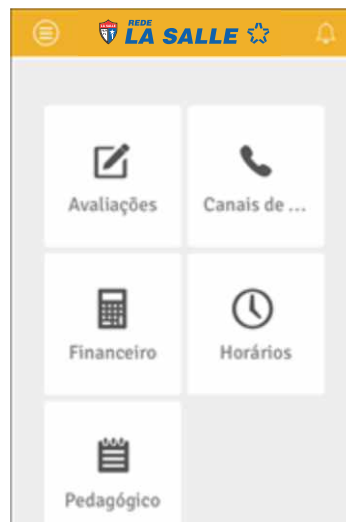 REDE
LA SALLE
Avaliações
Canais de ...
Financeiro
Horários
Pedagógico